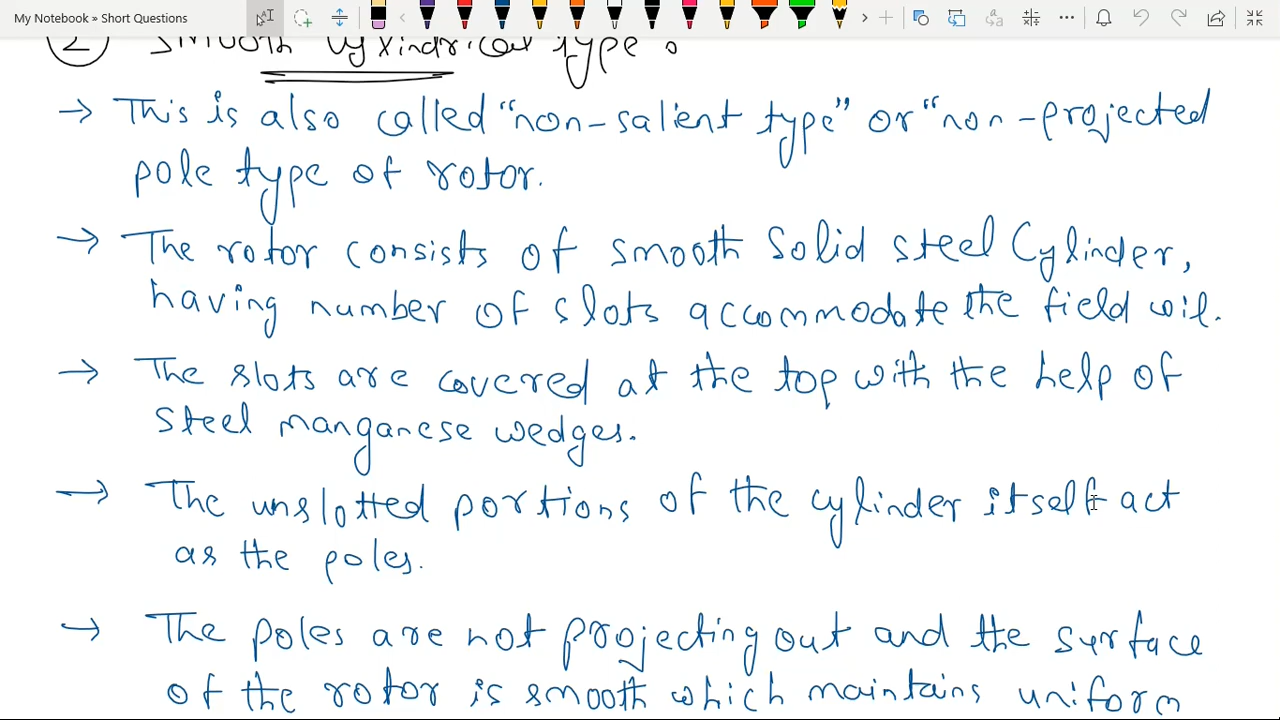 My Notebook » Short Questions
② Smooth Cylindrical type:
→ This is also called "non-salient type" or "non-projected
pole type of rotor.
→ The rotor consists of smooth Solid steel Cylinder,
having number of slots accommodate the field coil.
→ The slots are covered at the top with the help of
steel manganese wedges.
→ The unslotted portions of the cylinder itself act
as the poles.
→ The poles are not projecting out and the surface
of the rotor is smooth which maintains uniform